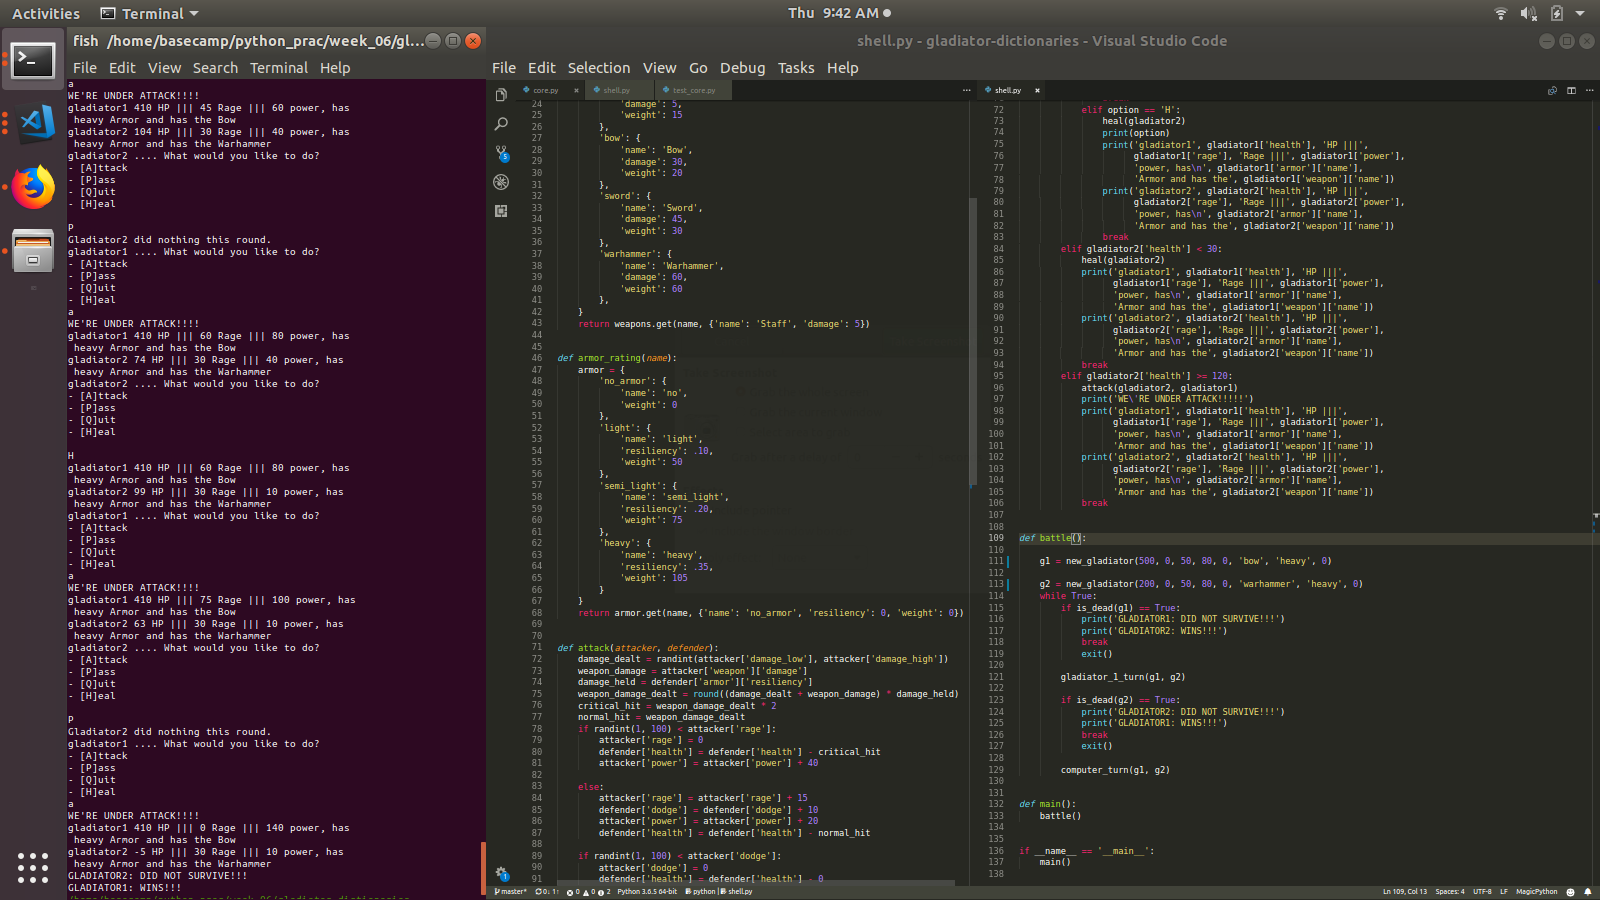 Activities
Terminal
Thu 9:42 AM
fish /home/basecamp/python_prac/week_06/gl...
File Edit View Search Terminal Help
a
WE'RE UNDER ATTACK!!!!
gladiator1 410 HP ||| 45 Rage ||| 60 power, has
 heavy Armor and has the Bow
gladiator2 104 HP ||| 30 Rage ||| 40 power, has
 heavy Armor and has the Warhammer
gladiator2 .... What would you like to do?
- [A]ttack
- [P]ass
- [Q]uit
- [H]eal
P
Gladiator2 did nothing this round.
gladiator1 .... What would you like to do?
- [A]ttack
- [P]ass
- [Q]uit
- [H]eal
a
WE'RE UNDER ATTACK!!!!
gladiator1 410 HP ||| 60 Rage ||| 80 power, has
 heavy Armor and has the Bow
gladiator2 74 HP ||| 30 Rage ||| 40 power, has
 heavy Armor and has the Warhammer
gladiator2 .... What would you like to do?
- [A]ttack
- [P]ass
- [Q]uit
- [H]eal
H
gladiator1 410 HP ||| 60 Rage ||| 80 power, has
 heavy Armor and has the Bow
gladiator2 99 HP ||| 30 Rage ||| 10 power, has
 heavy Armor and has the Warhammer
gladiator1 .... What would you like to do?
- [A]ttack
- [P]ass
- [Q]uit
- [H]eal
a
WE'RE UNDER ATTACK!!!!
gladiator1 410 HP ||| 75 Rage ||| 100 power, has
 heavy Armor and has the Bow
gladiator2 63 HP ||| 30 Rage ||| 10 power, has
 heavy Armor and has the Warhammer
gladiator2 .... What would you like to do?
- [A]ttack
- [P]ass
- [Q]uit
- [H]eal
P
Gladiator2 did nothing this round.
gladiator1 .... What would you like to do?
- [A]ttack
- [P]ass
- [Q]uit
- [H]eal
a
WE'RE UNDER ATTACK!!!!
gladiator1 410 HP ||| 0 Rage ||| 140 power, has
 heavy Armor and has the Bow
gladiator2 -5 HP ||| 30 Rage ||| 10 power, has
 heavy Armor and has the Warhammer
GLADIATOR2: DID NOT SURVIVE!!!
GLADIATOR1: WINS!!!
shell.py - gladiator-dictionaries - Visual Studio Code
File Edit Selection View Go Debug Tasks Help
core.py shell.py test_core.py
24 'damage': 5,
25 'weight': 15
26 },
27 'bow': {
28 'name': 'Bow',
29 'damage': 30,
30 'weight': 20
31 },
32 'sword': {
33 'name': 'Sword',
34 'damage': 45,
35 'weight': 30
36 },
37 'warhammer': {
38 'name': 'Warhammer',
39 'damage': 60,
40 'weight': 60
41 },
42 }
43 return weapons.get(name, {'name': 'Staff', 'damage': 5})
44
45
46 def armor_rating(name):
47 armor = {
48 'no_armor': {
49 'name': 'no',
50 'weight': 0
51 },
52 'light': {
53 'name': 'light',
54 'resiliency': .10,
55 'weight': 50
56 },
57 'semi_light': {
58 'name': 'semi_light',
59 'resiliency': .20,
60 'weight': 75
61 },
62 'heavy': {
63 'name': 'heavy',
64 'resiliency': .35,
65 'weight': 105
66 }
67 }
68 return armor.get(name, {'name': 'no_armor', 'resiliency': 0, 'weight': 0})
69
70
71 def attack(attacker, defender):
72 damage_dealt = randint(attacker['damage_low'], attacker['damage_high'])
73 weapon_damage = attacker['weapon']['damage']
74 damage_held = defender['armor']['resiliency']
75 weapon_damage_dealt = round((damage_dealt + weapon_damage) * damage_held)
76 critical_hit = weapon_damage_dealt * 2
77 normal_hit = weapon_damage_dealt
78 if randint(1, 100) < attacker['rage']:
79 attacker['rage'] = 0
80 defender['health'] = defender['health'] - critical_hit
81 attacker['power'] = attacker['power'] + 40
82
83 else:
84 attacker['rage'] = attacker['rage'] + 15
85 defender['dodge'] = defender['dodge'] + 10
86 attacker['power'] = attacker['power'] + 20
87 defender['health'] = defender['health'] - normal_hit
88
89 if randint(1, 100) < attacker['dodge']:
90 attacker['dodge'] = 0
91 defender['health'] = defender['health'] - 0
shell.py
72 elif option == 'H':
73 heal(gladiator2)
74 print(option)
75 print('gladiator1', gladiator1['health'], 'HP |||',
76 gladiator1['rage'], 'Rage |||', gladiator1['power'],
77 'power, has\n', gladiator1['armor']['name'],
78 'Armor and has the', gladiator1['weapon']['name'])
79 print('gladiator2', gladiator2['health'], 'HP |||',
80 gladiator2['rage'], 'Rage |||', gladiator2['power'],
81 'power, has\n', gladiator2['armor']['name'],
82 'Armor and has the', gladiator2['weapon']['name'])
83 break
84 elif gladiator2['health'] < 30:
85 heal(gladiator2)
86 print('gladiator1', gladiator1['health'], 'HP |||',
87 gladiator1['rage'], 'Rage |||', gladiator1['power'],
88 'power, has\n', gladiator1['armor']['name'],
89 'Armor and has the', gladiator1['weapon']['name'])
90 print('gladiator2', gladiator2['health'], 'HP |||',
91 gladiator2['rage'], 'Rage |||', gladiator2['power'],
92 'power, has\n', gladiator2['armor']['name'],
93 'Armor and has the', gladiator2['weapon']['name'])
94 break
95 elif gladiator2['health'] >= 120:
96 attack(gladiator2, gladiator1)
97 print('WE\'RE UNDER ATTACK!!!!!')
98 print('gladiator1', gladiator1['health'], 'HP |||',
99 gladiator1['rage'], 'Rage |||', gladiator1['power'],
100 'power, has\n', gladiator1['armor']['name'],
101 'Armor and has the', gladiator1['weapon']['name'])
102 print('gladiator2', gladiator2['health'], 'HP |||',
103 gladiator2['rage'], 'Rage |||', gladiator2['power'],
104 'power, has\n', gladiator2['armor']['name'],
105 'Armor and has the', gladiator2['weapon']['name'])
106 break
107
108
109 def battle():
110
111 g1 = new_gladiator(500, 0, 50, 80, 0, 'bow', 'heavy', 0)
112
113 g2 = new_gladiator(200, 0, 50, 80, 0, 'warhammer', 'heavy', 0)
114 while True:
115 if is_dead(g1) == True:
116 print('GLADIATOR1: DID NOT SURVIVE!!!')
117 print('GLADIATOR2: WINS!!!')
118 break
119 exit()
120
121 gladiator_1_turn(g1, g2)
122
123 if is_dead(g2) == True:
124 print('GLADIATOR2: DID NOT SURVIVE!!!')
125 print('GLADIATOR1: WINS!!!')
126 break
127 exit()
128
129 computer_turn(g1, g2)
130
131
132 def main():
133 battle()
134
135
136 if __name__ == '__main__':
137 main()
138
master* 0↓ 1↑ 0 0 2 Python 3.6.5 64-bit python | shell.py
Ln 109, Col 13 Spaces: 4 UTF-8 LF MagicPython